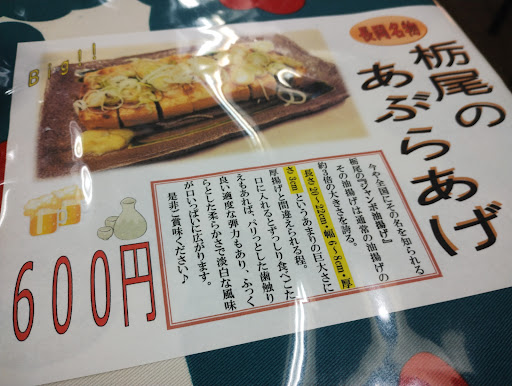 長岡名物
栃尾の
あぶらあげ
Big!!
今や全国にその名を知られる
栃尾の『ジャンボ油揚げ』
その油揚げは通常の油揚げの
約3倍の大きさを誇る。
長さ20～22cm・幅6～8cm・厚
さ3cmというあまりの巨大さに
厚揚げと間違えられる程。
口に入れるとずっしり食べごた
えもあれば、パリっとした歯触り
良い適度な弾力もあり、ふっく
らとした柔らかさで淡白な風味
が口いっぱいに広がります。
是非ご賞味ください♪
600円